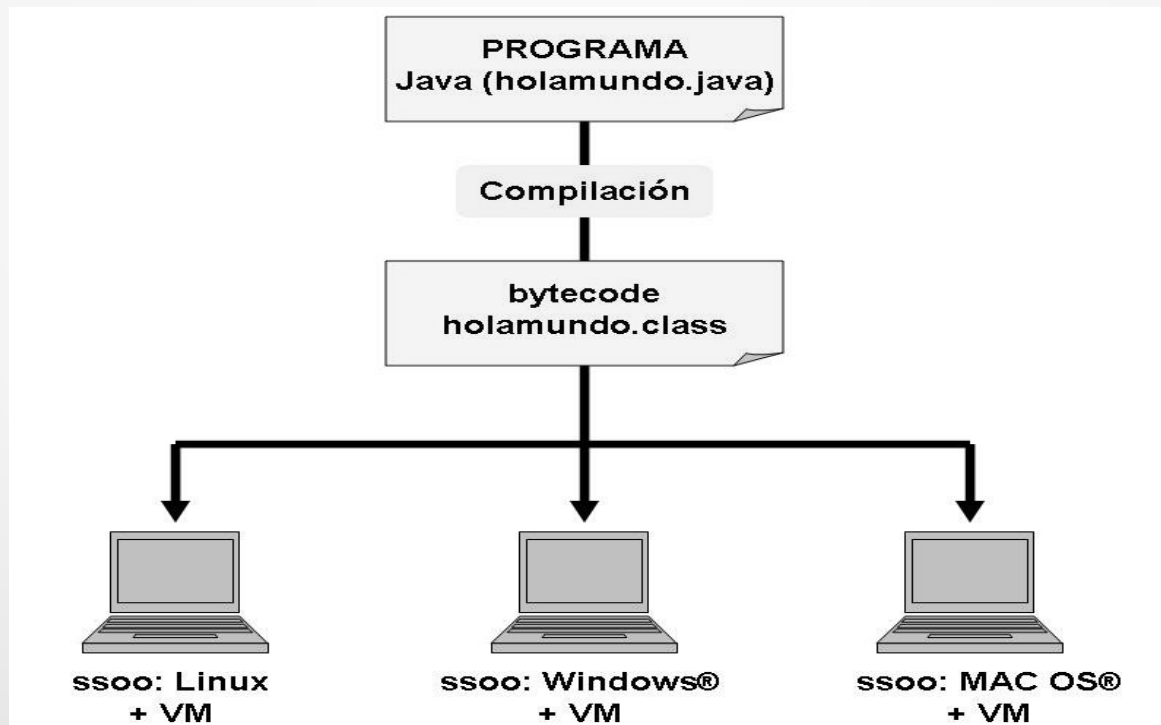 PROGRAMA
Java (holamundo.java)
Compilación
bytecode
holamundo.class
ssoo: Linux
+ VM
ssoo: Windows®
+ VM
ssoo: MAC OS®
+ VM